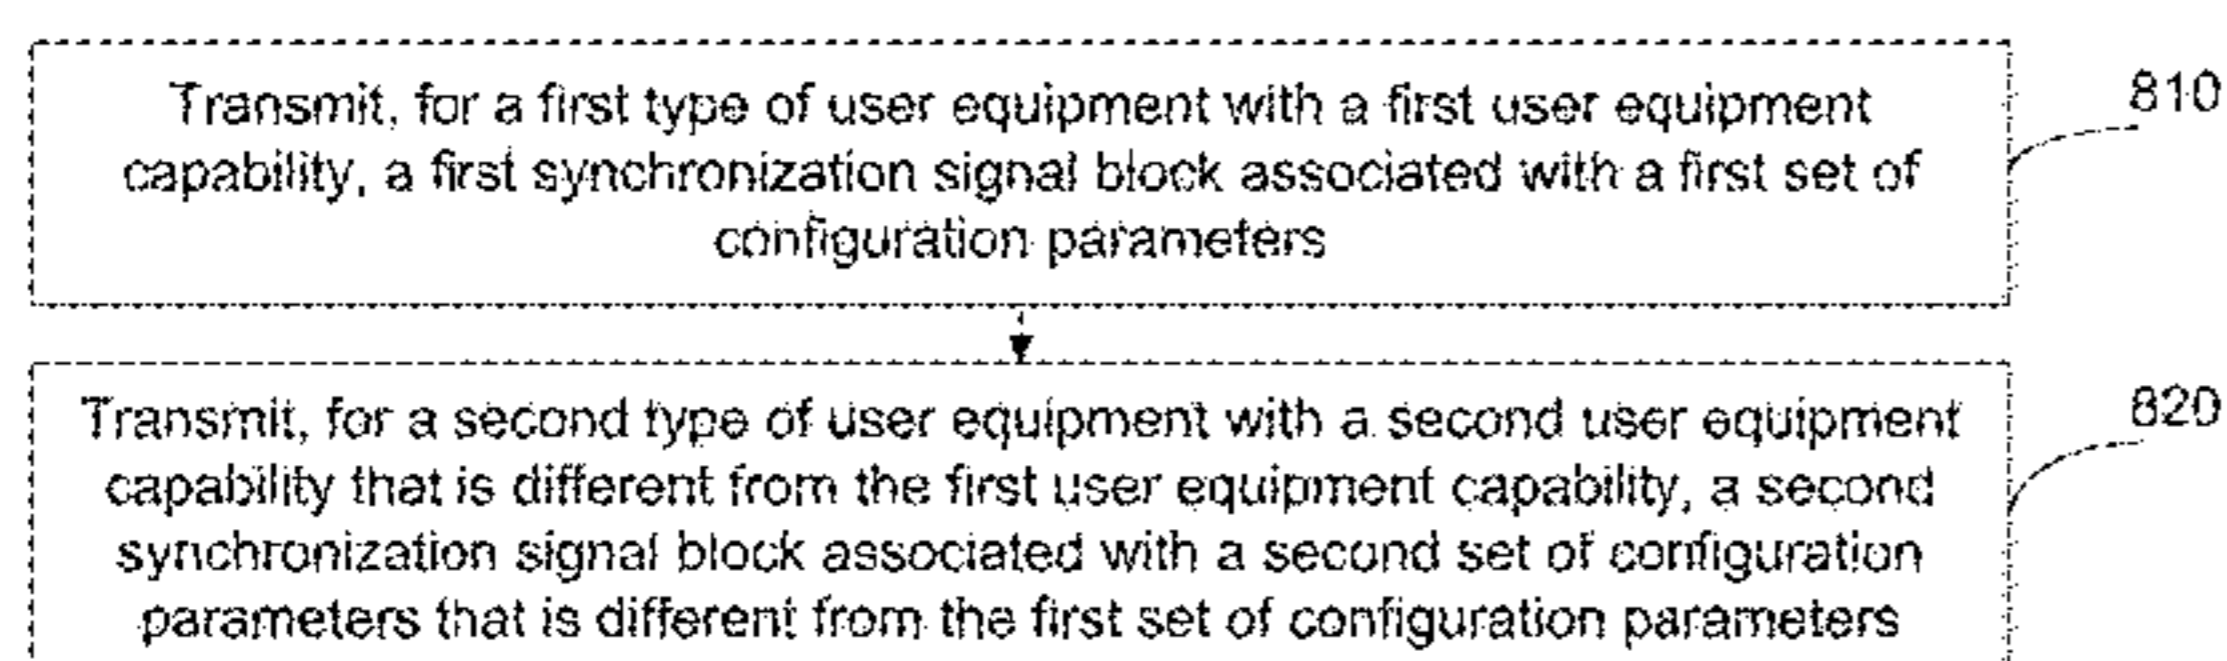 Transmit, for a first type of user equipment with a first user equipment
capability, a first synchronization signal block associated with a first set of
configuration parameters
810
Transmit, for a second type of user equipment with a second user equipment
capability that is different from the first user equipment capability, a second
synchronization signal block associated with a second set of configuration
parameters that is different from the first set of configuration parameters
820